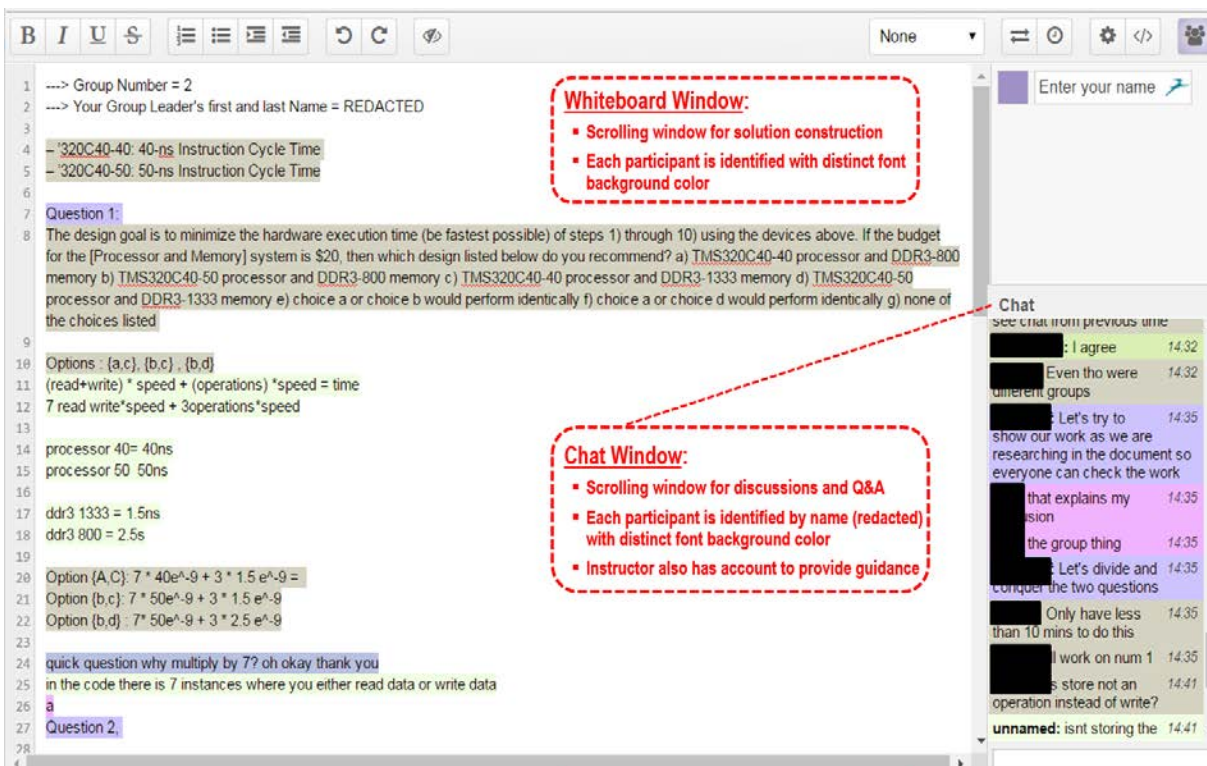 B I U S
None
</>
Enter your name
1 ---> Group Number = 2
2 ---> Your Group Leader's first and last Name = REDACTED
3
4 – '320C40-40: 40-ns Instruction Cycle Time
5 – '320C40-50: 50-ns Instruction Cycle Time
6
7 Question 1:
8 The design goal is to minimize the hardware execution time (be fastest possible) of steps 1) through 10) using the devices above. If the budget
for the [Processor and Memory] system is $20, then which design listed below do you recommend? a) TMS320C40-40 processor and DDR3-800
memory b) TMS320C40-50 processor and DDR3-800 memory c) TMS320C40-40 processor and DDR3-1333 memory d) TMS320C40-50
processor and DDR3-1333 memory e) choice a or choice b would perform identically f) choice a or choice d would perform identically g) none of
the choices listed
9
10 Options : {a,c}, {b,c} , {b,d}
11 (read+write) * speed + (operations) *speed = time
12 7 read write*speed + 3operations*speed
13
14 processor 40= 40ns
15 processor 50 50ns
16
17 ddr3 1333 = 1.5ns
18 ddr3 800 = 2.5s
19
20 Option {A,C}: 7 * 40e^-9 + 3 * 1.5 e^-9 =
21 Option {b,c}: 7 * 50e^-9 + 3 * 1.5 e^-9
22 Option {b,d} : 7* 50e^-9 + 3 * 2.5 e^-9
23
24 quick question why multiply by 7? oh okay thank you
25 in the code there is 7 instances where you either read data or write data
26 a
27 Question 2,
28
Whiteboard Window:
▪ Scrolling window for solution construction
▪ Each participant is identified with distinct font
background color
Chat Window:
▪ Scrolling window for discussions and Q&A
▪ Each participant is identified by name (redacted)
with distinct font background color
▪ Instructor also has account to provide guidance
Chat
see chat from previous time
: I agree 14:32
Even tho were 14:32
different groups
: Let's try to 14:35
show our work as we are
researching in the document so
everyone can check the work
that explains my 14:35
usion
the group thing 14:35
: Let's divide and 14:35
conquer the two questions
Only have less 14:35
than 10 mins to do this
ll work on num 1 14:35
s store not an 14:41
operation instead of write?
unnamed: isnt storing the 14:41